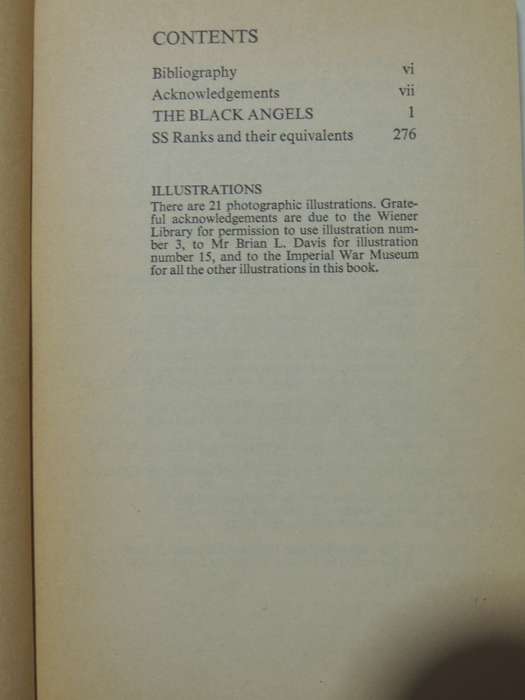 CONTENTS
Bibliography vi
Acknowledgements vii
THE BLACK ANGELS 1
SS Ranks and their equivalents 276
ILLUSTRATIONS
There are 21 photographic illustrations. Grate-
ful acknowledgements are due to the Wiener
Library for permission to use illustration num-
ber 3, to Mr Brian L. Davis for illustration
number 15, and to the Imperial War Museum
for all the other illustrations in this book.